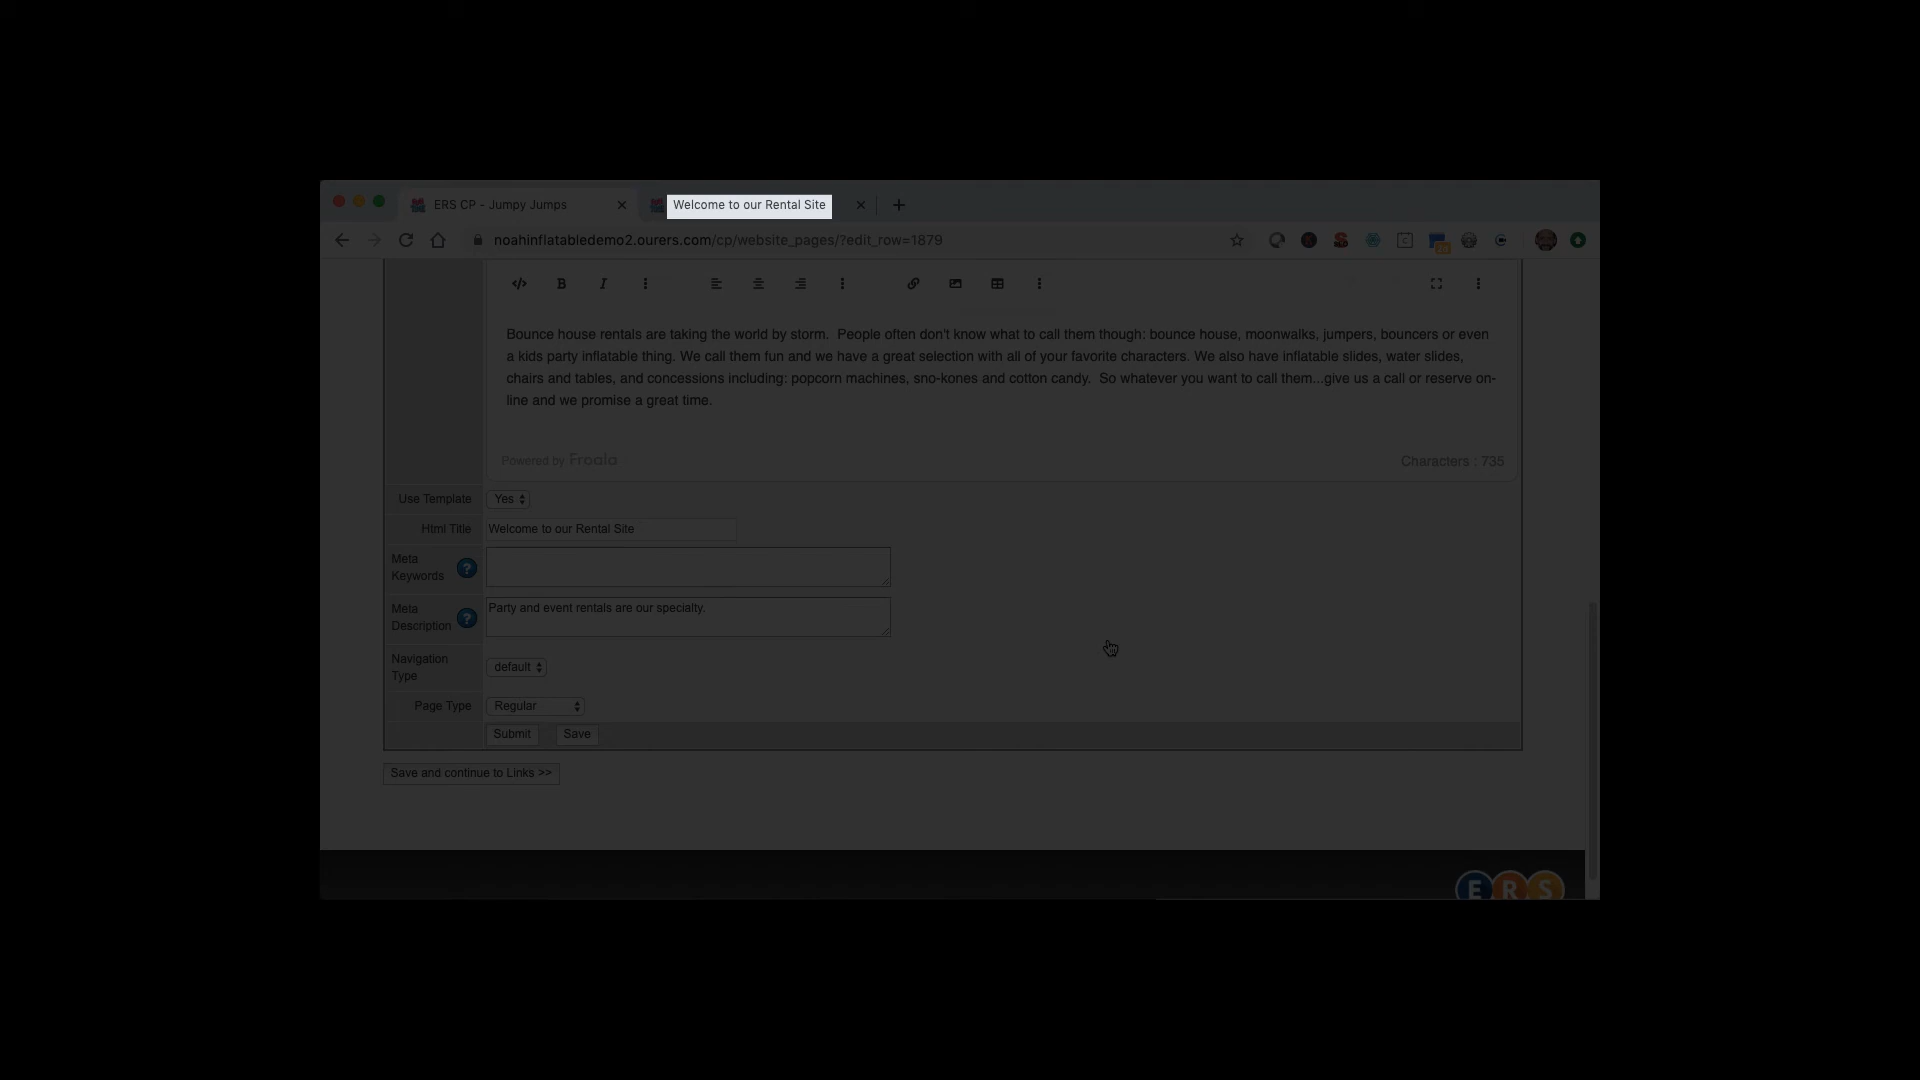 ERS CP - Jumpy Jumps
Welcome to our Rental Site
noahinflatabledemo2.ourers.com/cp/website_pages/?edit_row=1879
Bounce house rentals are taking the world by storm.  People often don't know what to call them though: bounce house, moonwalks, jumpers, bouncers or even
a kids party inflatable thing. We call them fun and we have a great selection with all of your favorite characters. We also have inflatable slides, water slides,
chairs and tables, and concessions including: popcorn machines, sno-kones and cotton candy.  So whatever you want to call them...give us a call or reserve on-
line and we promise a great time.
Powered by Froala
Characters : 735
Use Template Yes
Html Title Welcome to our Rental Site
Meta
Keywords ?
Meta
Description ? Party and event rentals are our specialty.
Navigation
Type default
Page Type Regular
Submit Save
Save and continue to Links >>
ERS